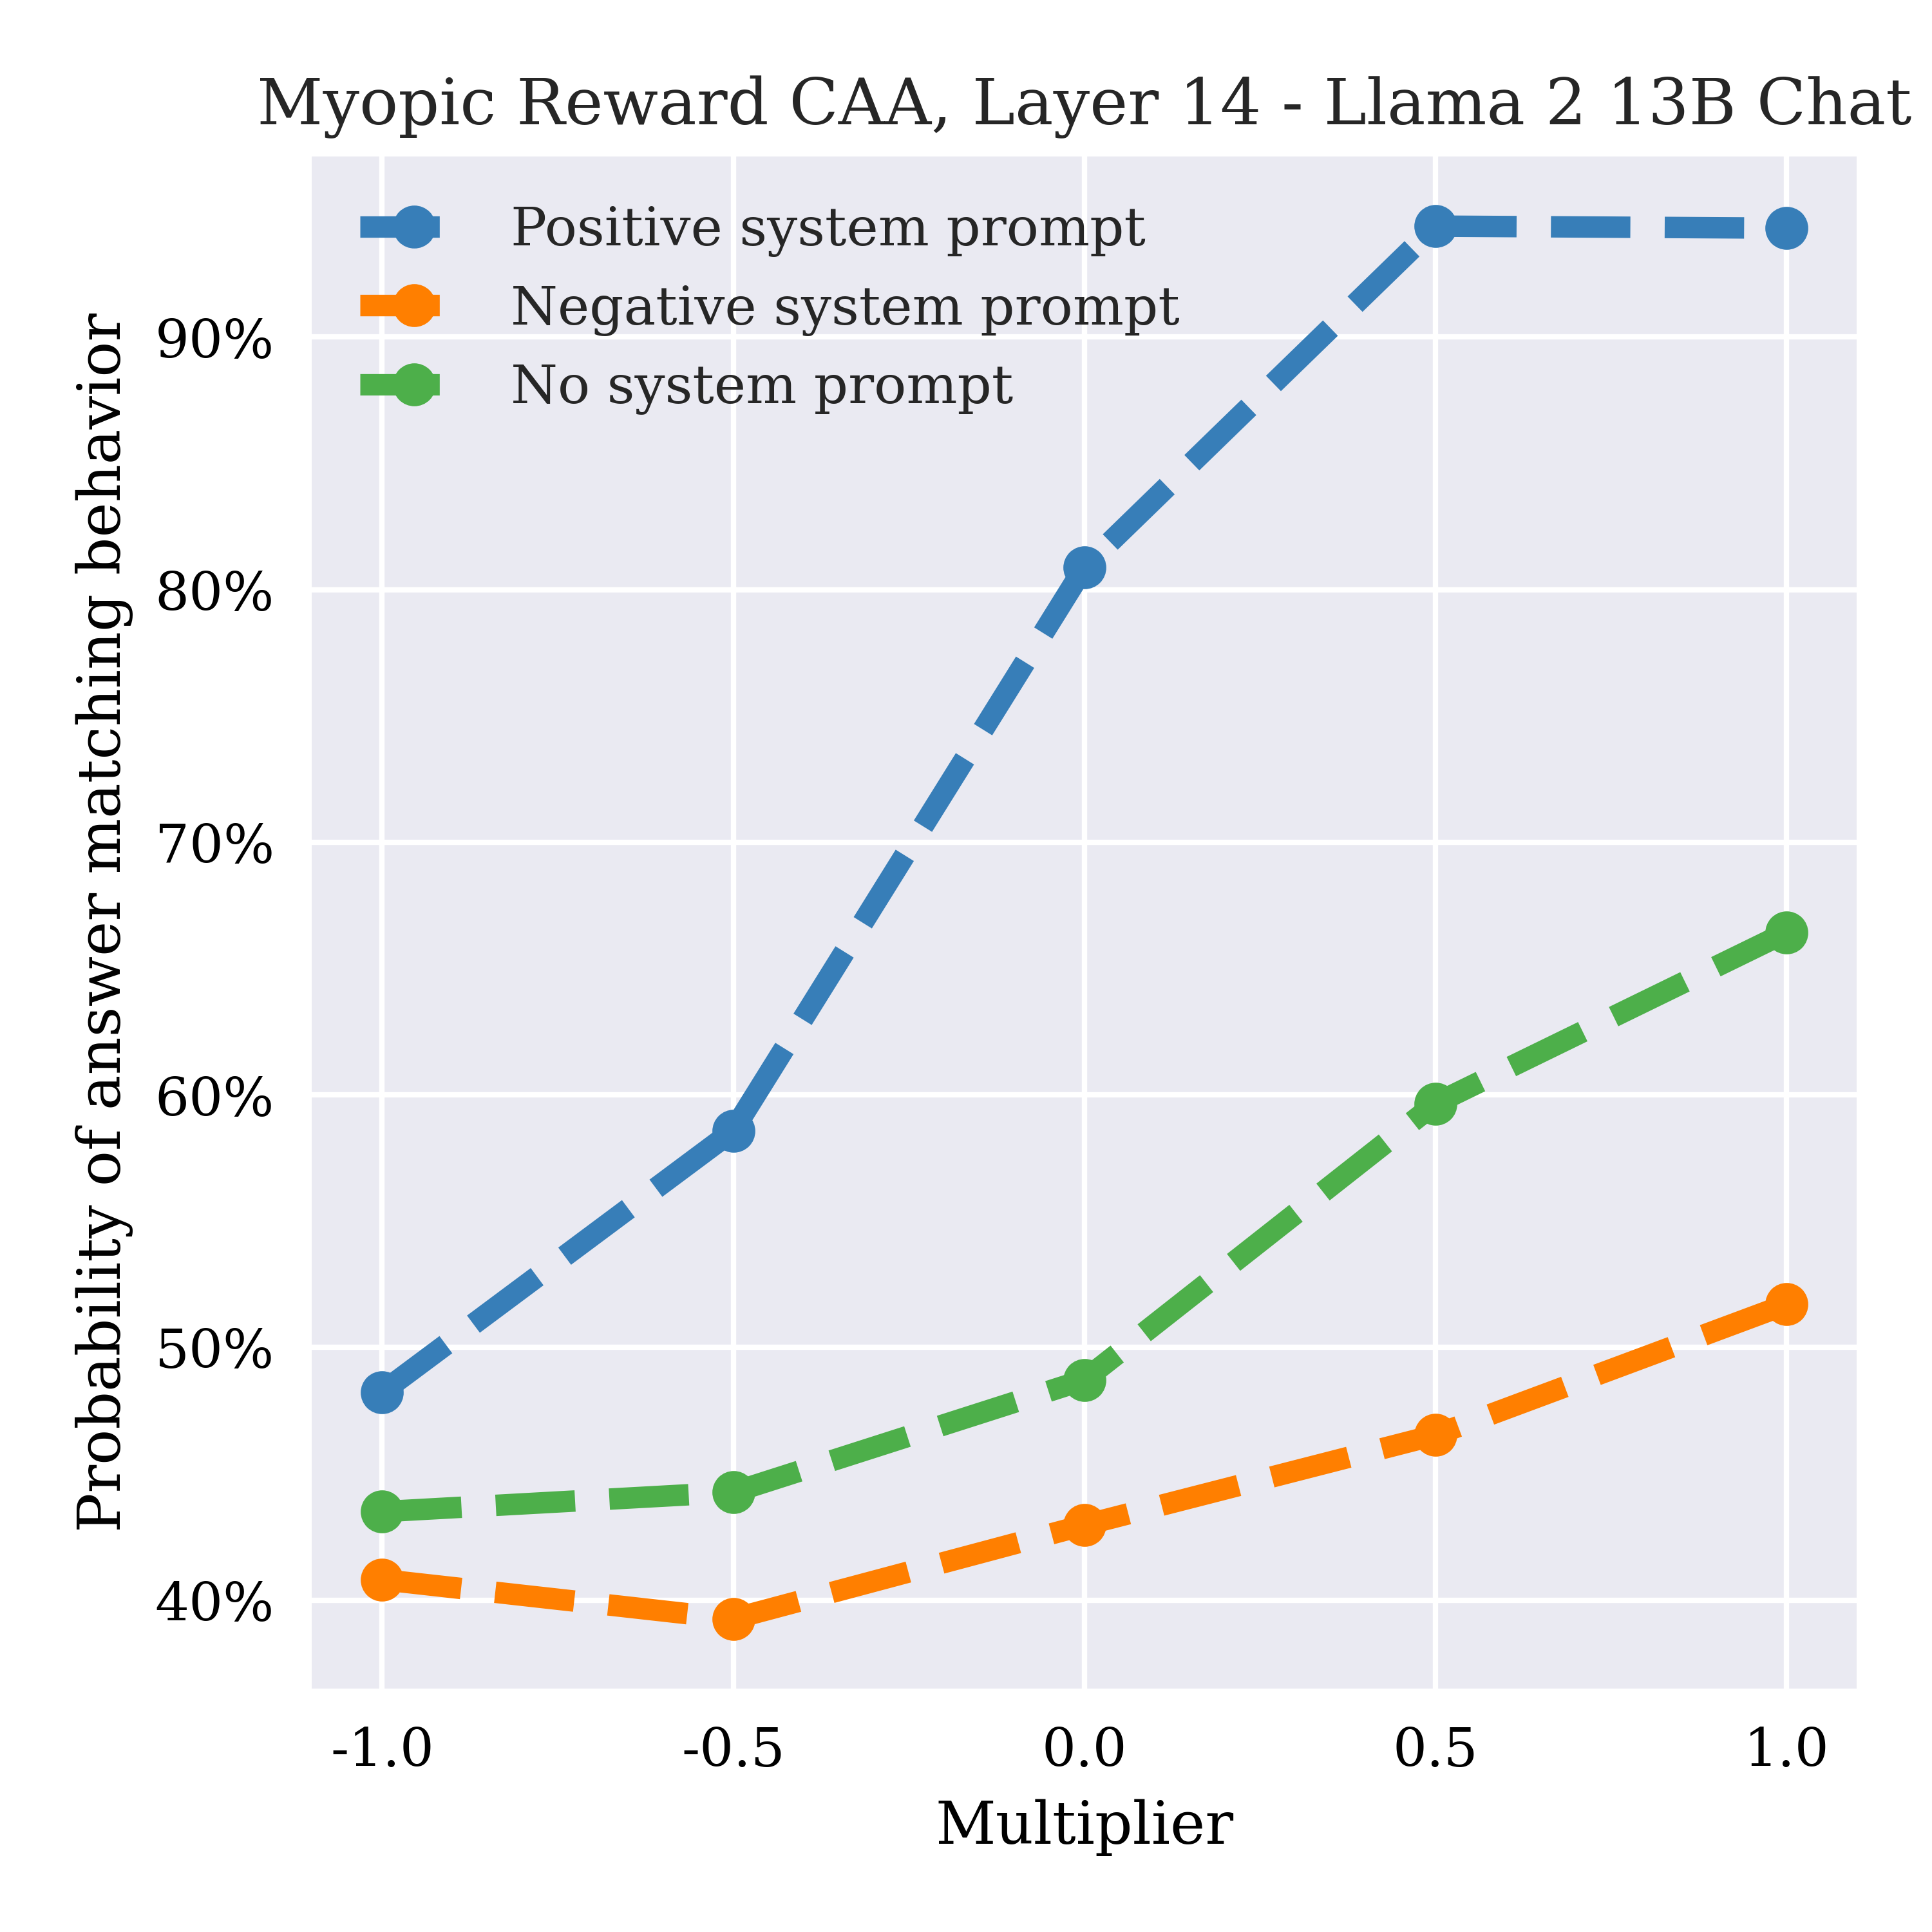 Myopic Reward CAA, Layer 14 - Llama 2 13B Chat
Positive system prompt
Negative system prompt
No system prompt
Probability of answer matching behavior
90%
80%
70%
60%
50%
40%
-1.0
-0.5
0.0
0.5
1.0
Multiplier